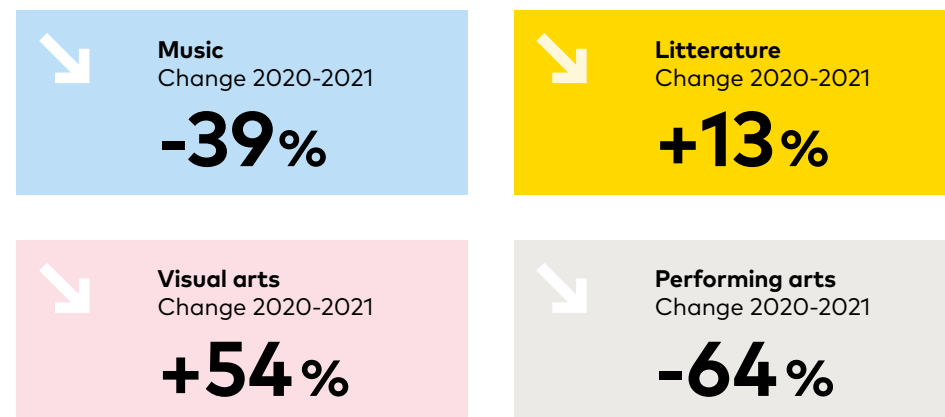 Music
Change 2020-2021
-39%
Litterature
Change 2020-2021
+13%
Visual arts
Change 2020-2021
+54%
Performing arts
Change 2020-2021
-64%